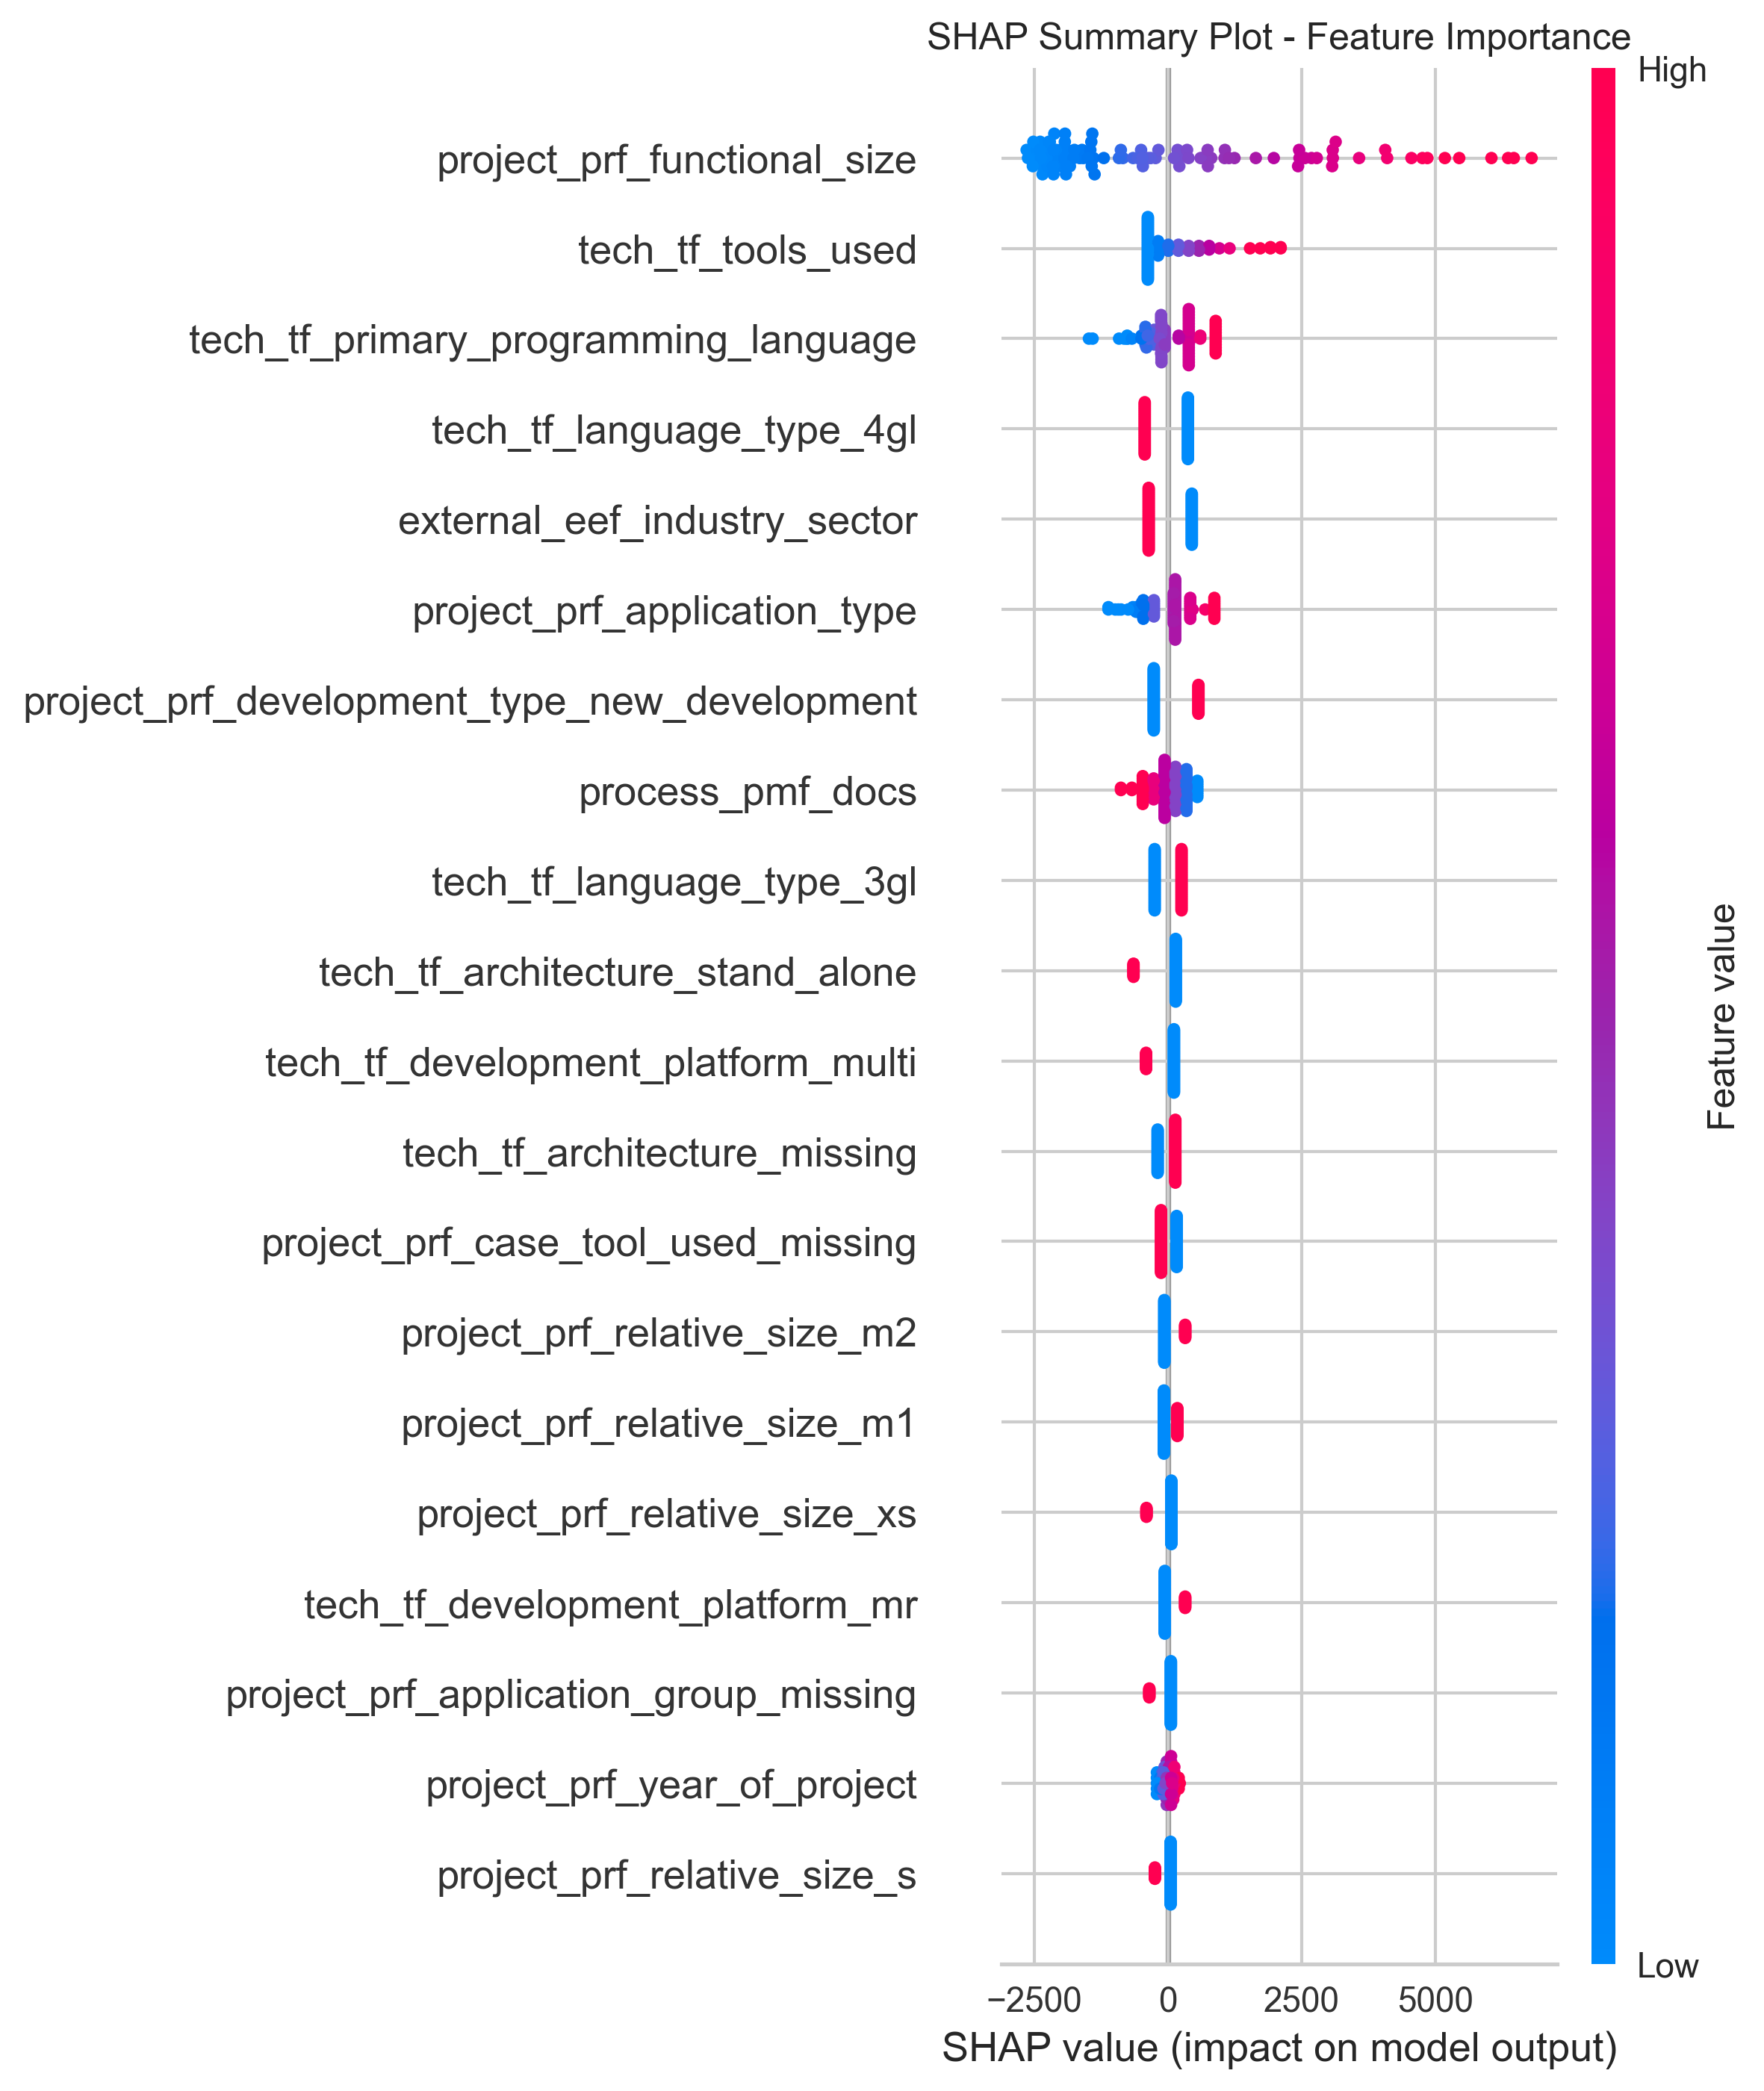 SHAP Summary Plot - Feature Importance
High
project_prf_functional_size
tech_tf_tools_used
tech_tf_primary_programming_language
tech_tf_language_type_4gl
external_eef_industry_sector
project_prf_application_type
project_prf_development_type_new_development
process_pmf_docs
tech_tf_language_type_3gl
tech_tf_architecture_stand_alone
tech_tf_development_platform_multi
tech_tf_architecture_missing
project_prf_case_tool_used_missing
project_prf_relative_size_m2
project_prf_relative_size_m1
project_prf_relative_size_xs
tech_tf_development_platform_mr
project_prf_application_group_missing
project_prf_year_of_project
project_prf_relative_size_s
Feature value
Low
−2500 0 2500 5000
SHAP value (impact on model output)